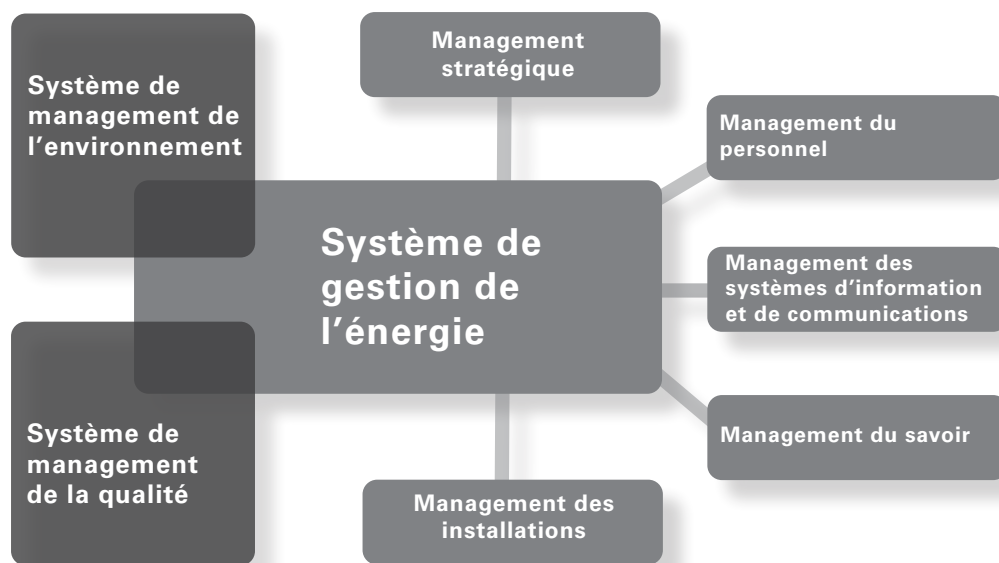 Système de
management de
l’environnement
Management
stratégique
Management du
personnel
Système de
gestion de
l’énergie
Management des
systèmes d’information
et de communications
Système de
management
de la qualité
Management du savoir
Management des
installations